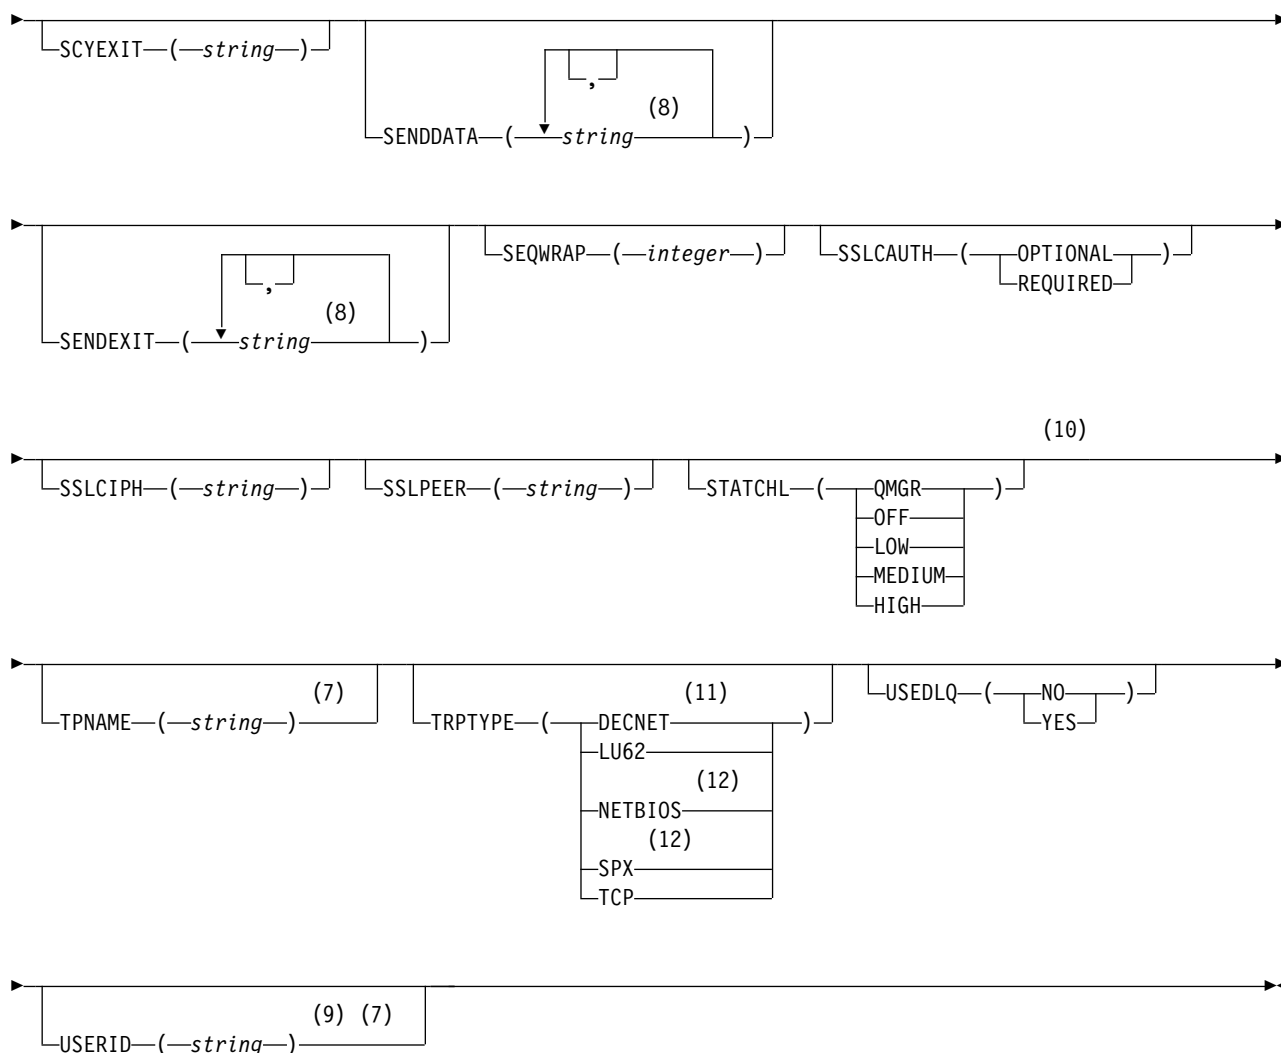 SCYEXIT ( string )
,
(8)
SENDDATA ( string )
SEQWRAP ( integer )
SSLCAUTH ( OPTIONAL )
REQUIRED
,
(8)
SENDEXIT ( string )
(10)
SSLCIPH ( string )
SSLPEER ( string )
STATCHL ( QMGR )
OFF
LOW
MEDIUM
HIGH
(7)
TPNAME ( string )
(11)
TRPTYPE ( DECNET )
LU62
(12)
NETBIOS
(12)
SPX
TCP
USEDLQ ( NO )
YES
(9) (7)
USERID ( string )